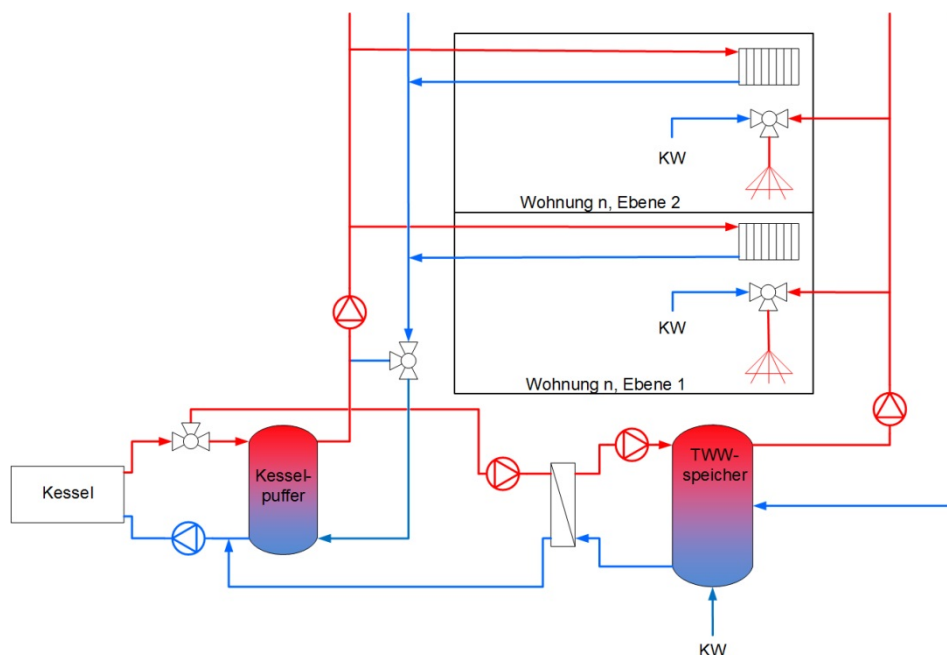 KW
Wohnung n, Ebene 2
KW
Wohnung n, Ebene 1
Kessel
Kessel-
puffer
TWW-
speicher
KW